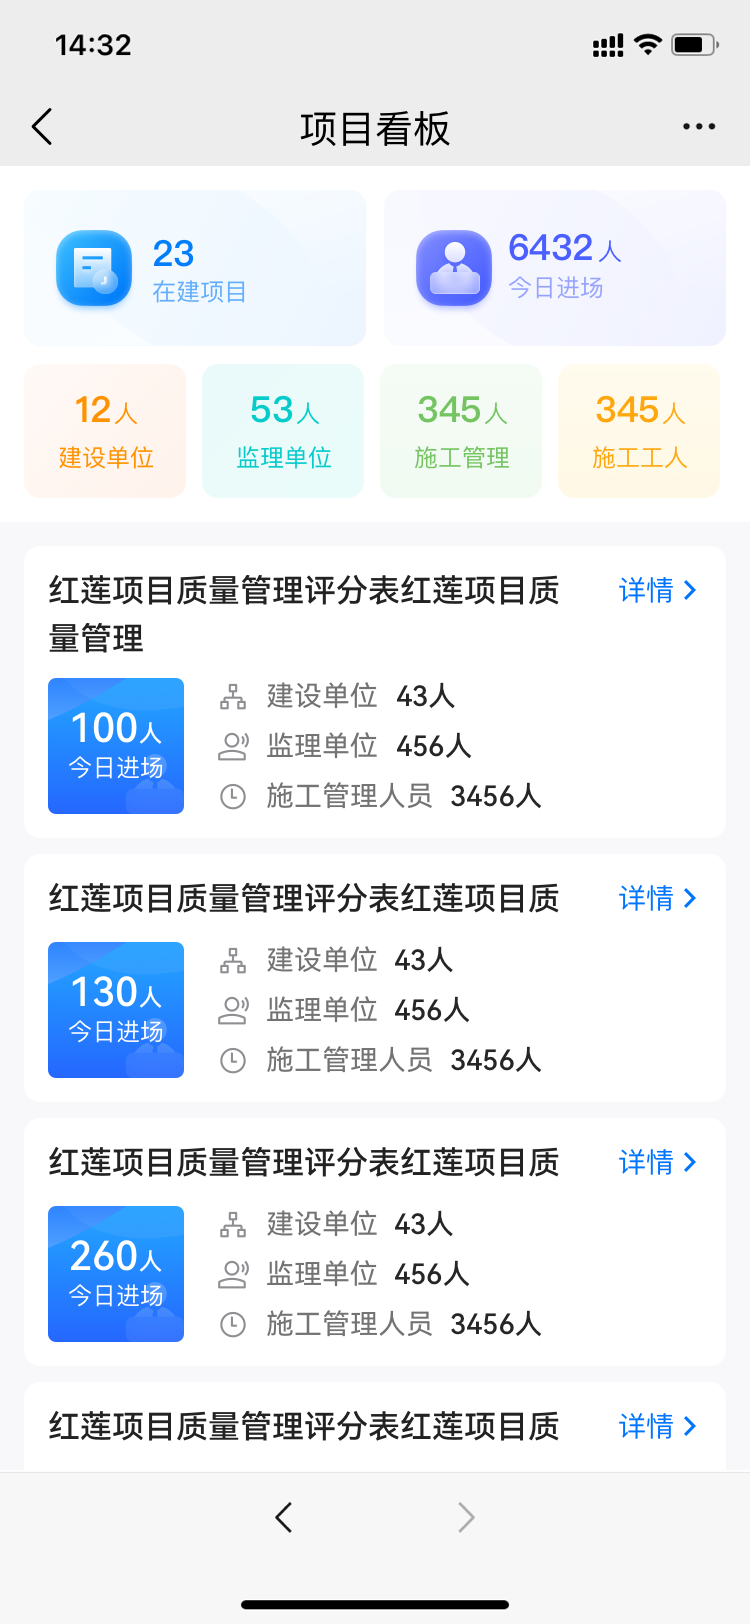 14:32
项目看板
23
在建项目
6432人
今日进场
12人
建设单位
53人
监理单位
345人
施工管理
345人
施工工人
红莲项目质量管理评分表红莲项目质
量管理
详情
100人
今日进场
建设单位 43人
监理单位 456人
施工管理人员 3456人
红莲项目质量管理评分表红莲项目质
详情
130人
今日进场
建设单位 43人
监理单位 456人
施工管理人员 3456人
红莲项目质量管理评分表红莲项目质
详情
260人
今日进场
建设单位 43人
监理单位 456人
施工管理人员 3456人
红莲项目质量管理评分表红莲项目质
详情